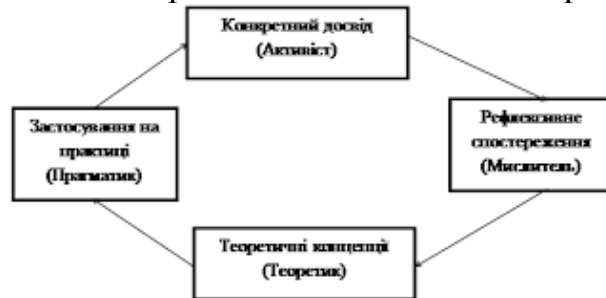 Конкретний досвід
(Активіст)
Рефлексивне
спостереження
(Мислитель)
Застосування на
практиці
(Прагматик)
Теоретичні концепції
(Теоретик)